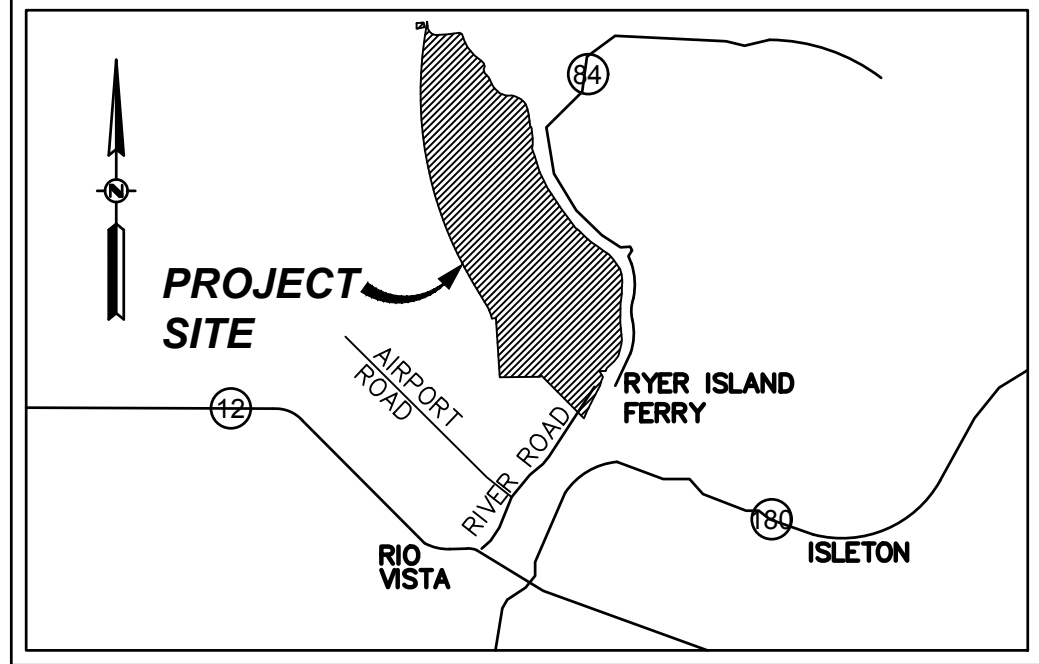 84
N
PROJECT
SITE
AIRPORT
ROAD
RYER ISLAND
FERRY
12
RIVER ROAD
180
RIO
VISTA
ISLETON